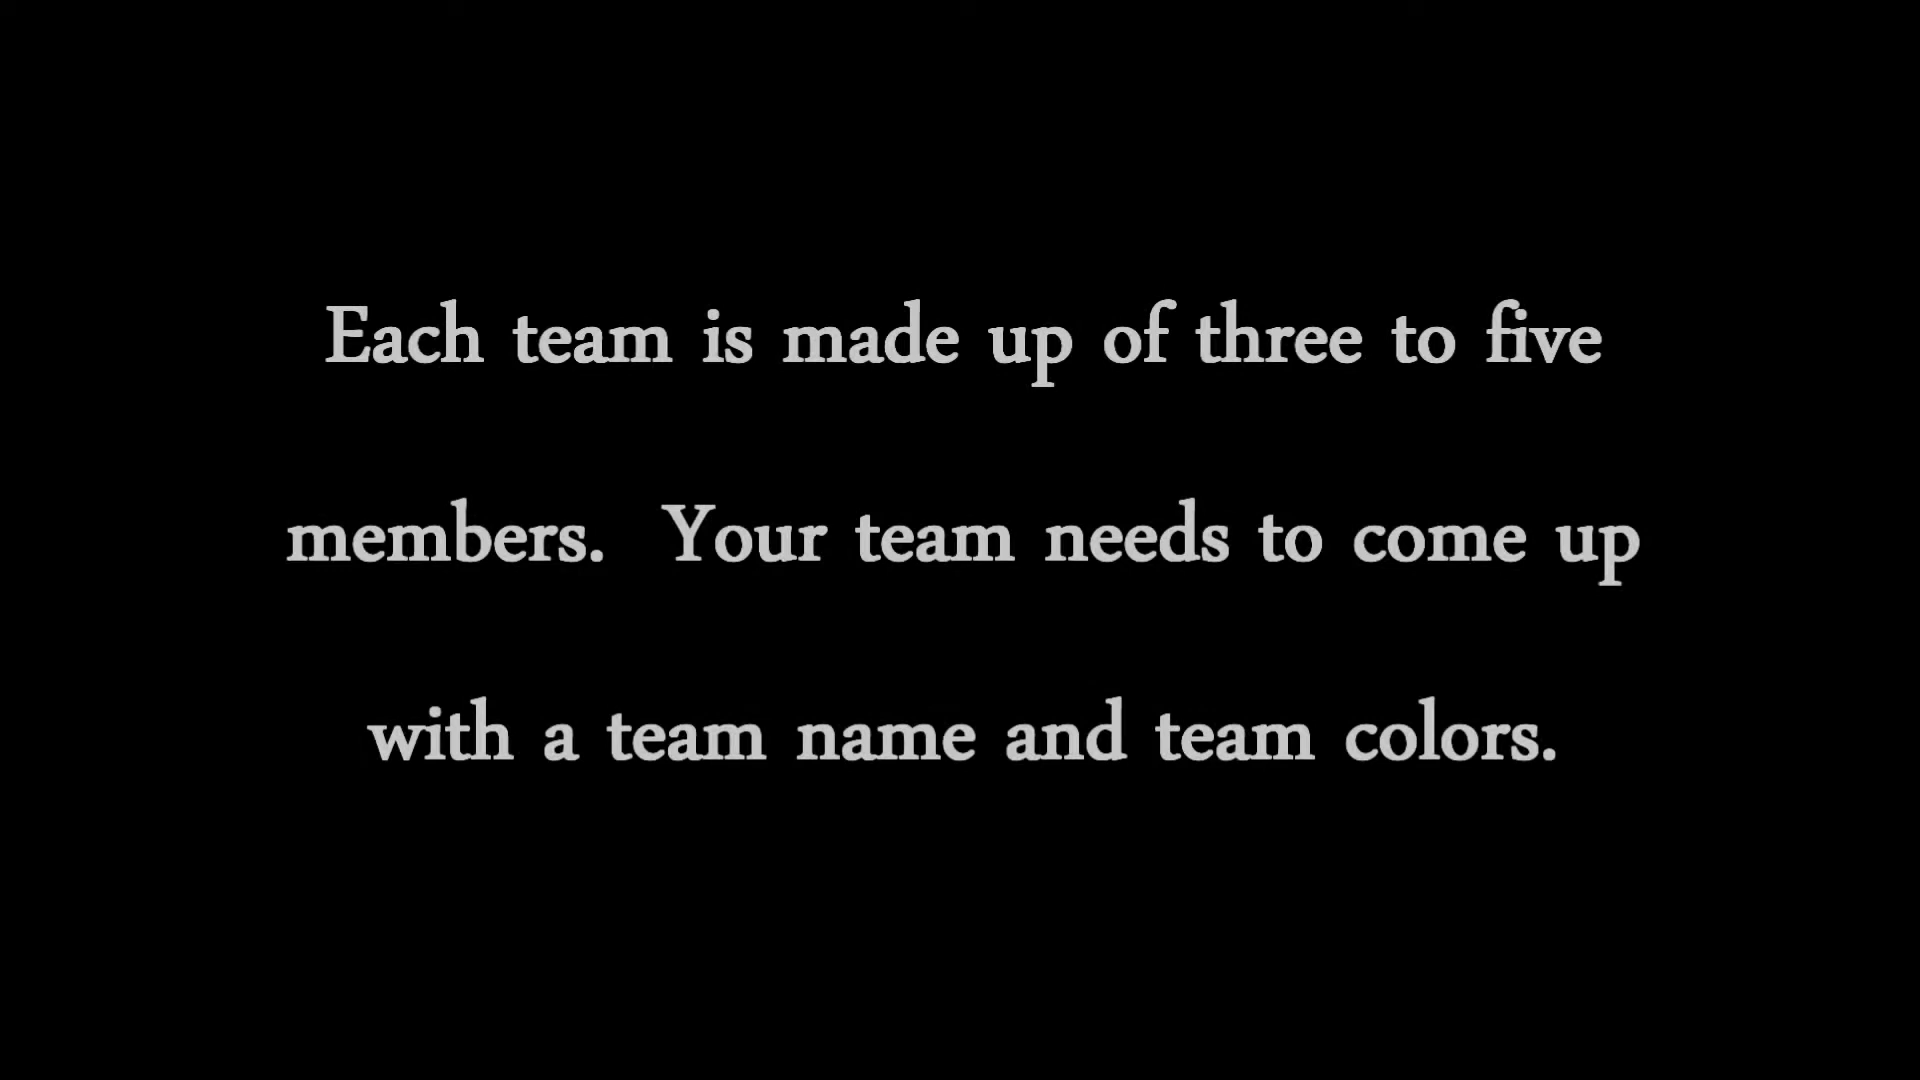 Each team is made up of three to five
members.  Your team needs to come up
with a team name and team colors.